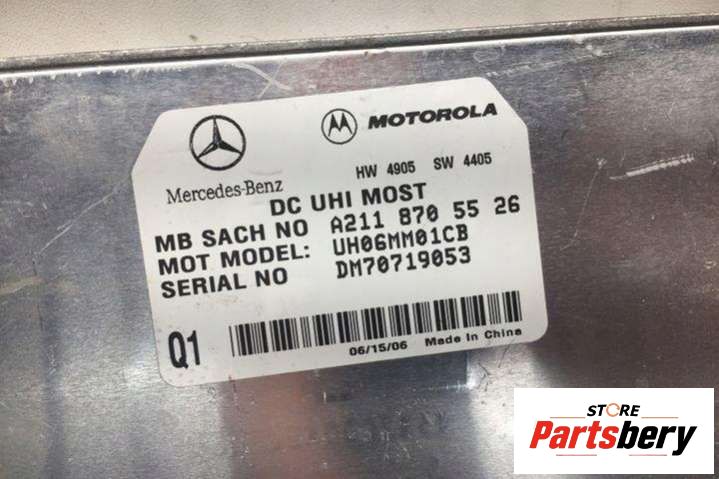 MOTOROLA
Mercedes-Benz
HW 4905 SW 4405
DC UHI MOST
MB SACH NO A211 870 55 26
MOT MODEL: UH06MM01CB
SERIAL NO DM70719053
Q1
06/15/06 Made In China
STORE
Partsbery